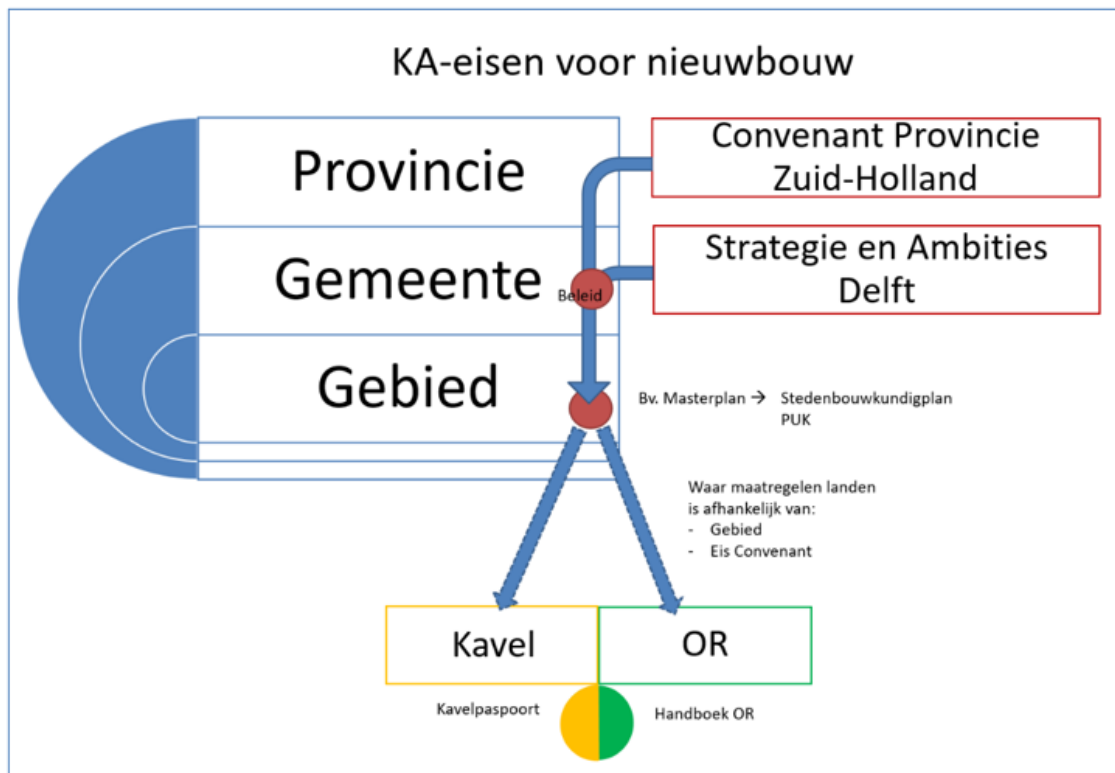 KA-eisen voor nieuwbouw
Provincie
Convenant Provincie
Zuid-Holland
Gemeente
Strategie en Ambities
Delft
Beleid
Gebied
Bv. Masterplan → Stedenbouwkundigplan
PUK
Waar maatregelen landen
is afhankelijk van:
- Gebied
- Eis Convenant
Kavel
OR
Kavelpaspoort
Handboek OR